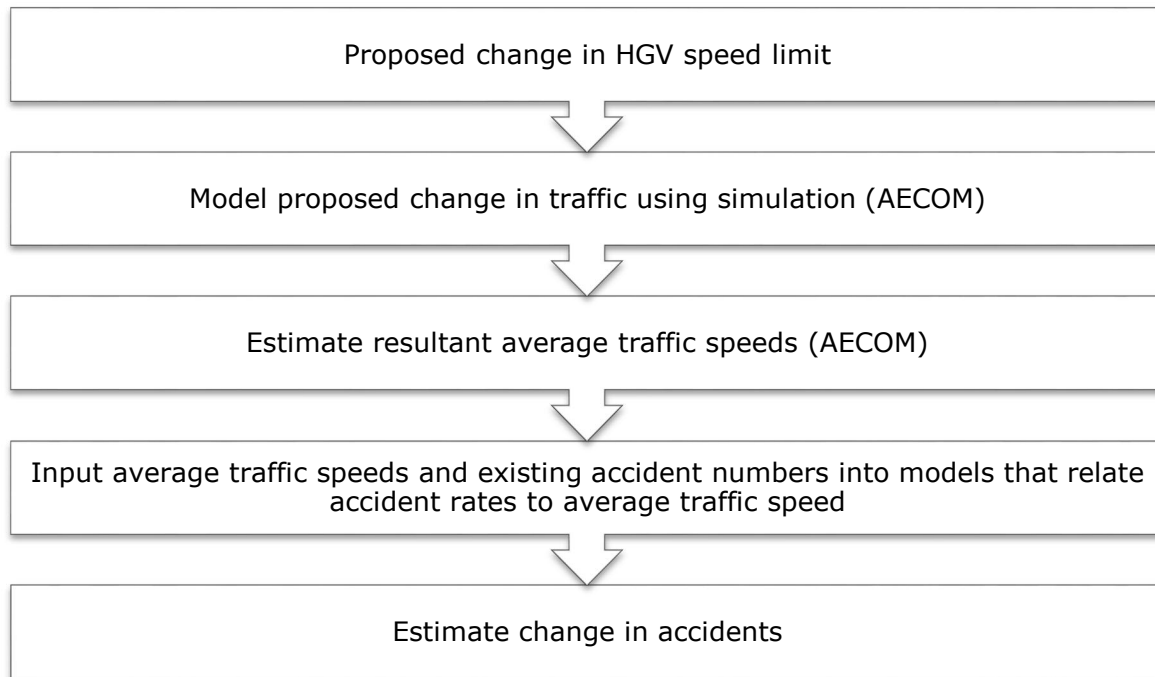 Proposed change in HGV speed limit
Model proposed change in traffic using simulation (AECOM)
Estimate resultant average traffic speeds (AECOM)
Input average traffic speeds and existing accident numbers into models that relate
accident rates to average traffic speed
Estimate change in accidents